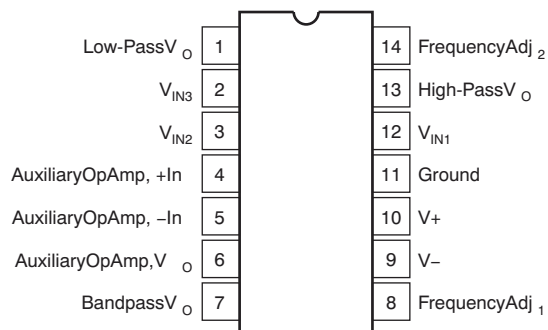 Low-PassV O 1 14 FrequencyAdj 2
VIN3 2 13 High-PassV O
VIN2 3 12 VIN1
AuxiliaryOpAmp, +In 4 11 Ground
AuxiliaryOpAmp, −In 5 10 V+
AuxiliaryOpAmp,V O 6 9 V−
BandpassV O 7 8 FrequencyAdj 1